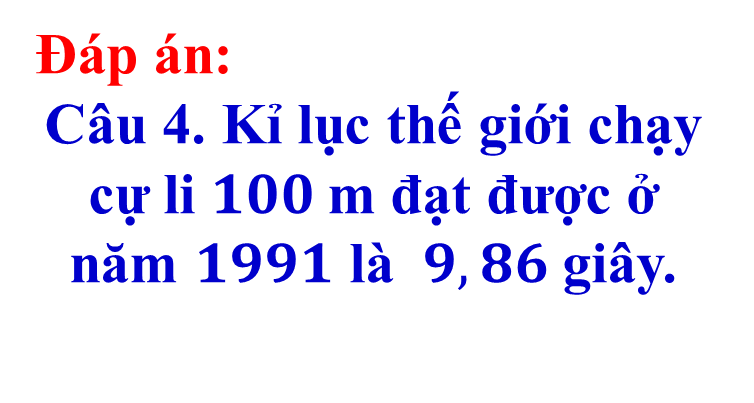 Đáp án:
Câu 4. Kỉ lục thế giới chạy
cự li 100 m đạt được ở
năm 1991 là 9,86 giây.